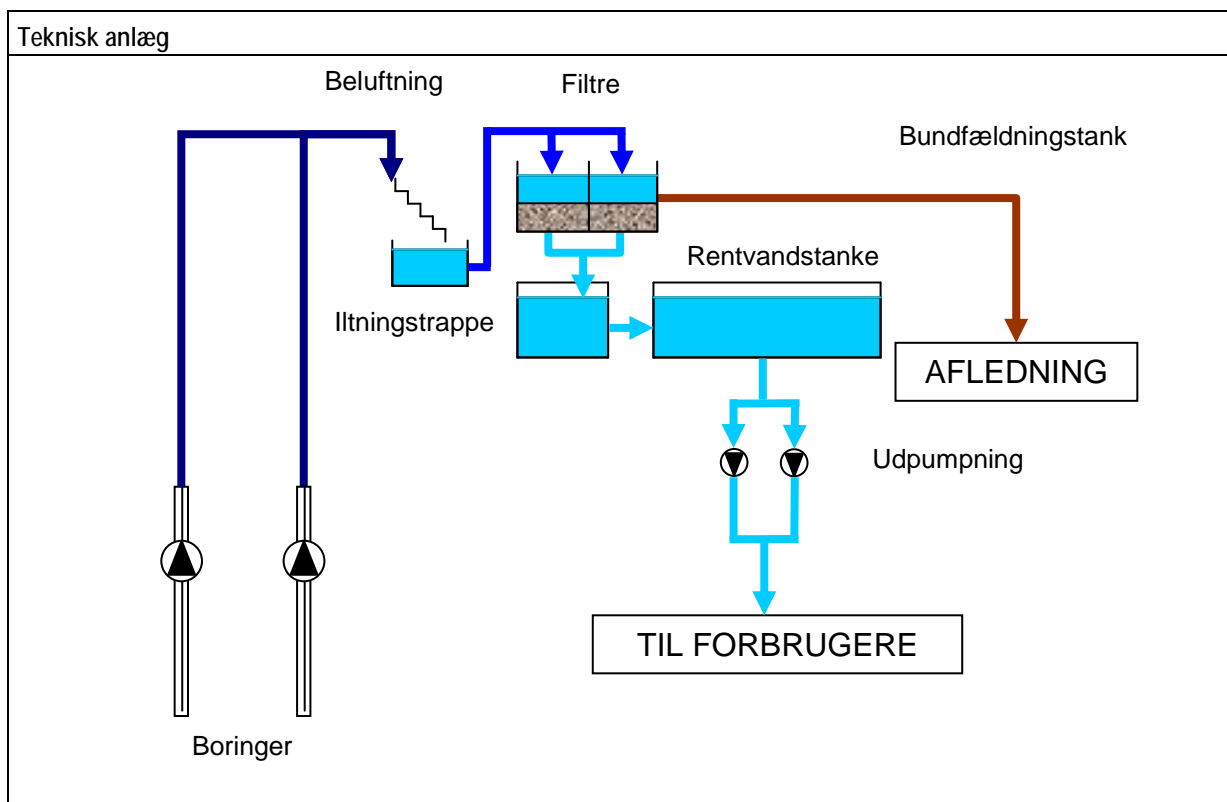 Teknisk anlæg
Beluftning
Filtre
Bundfældningstank
Rentvandstanke
Iltningstrappe
AFLEDNING
Udpumpning
TIL FORBRUGERE
Boringer